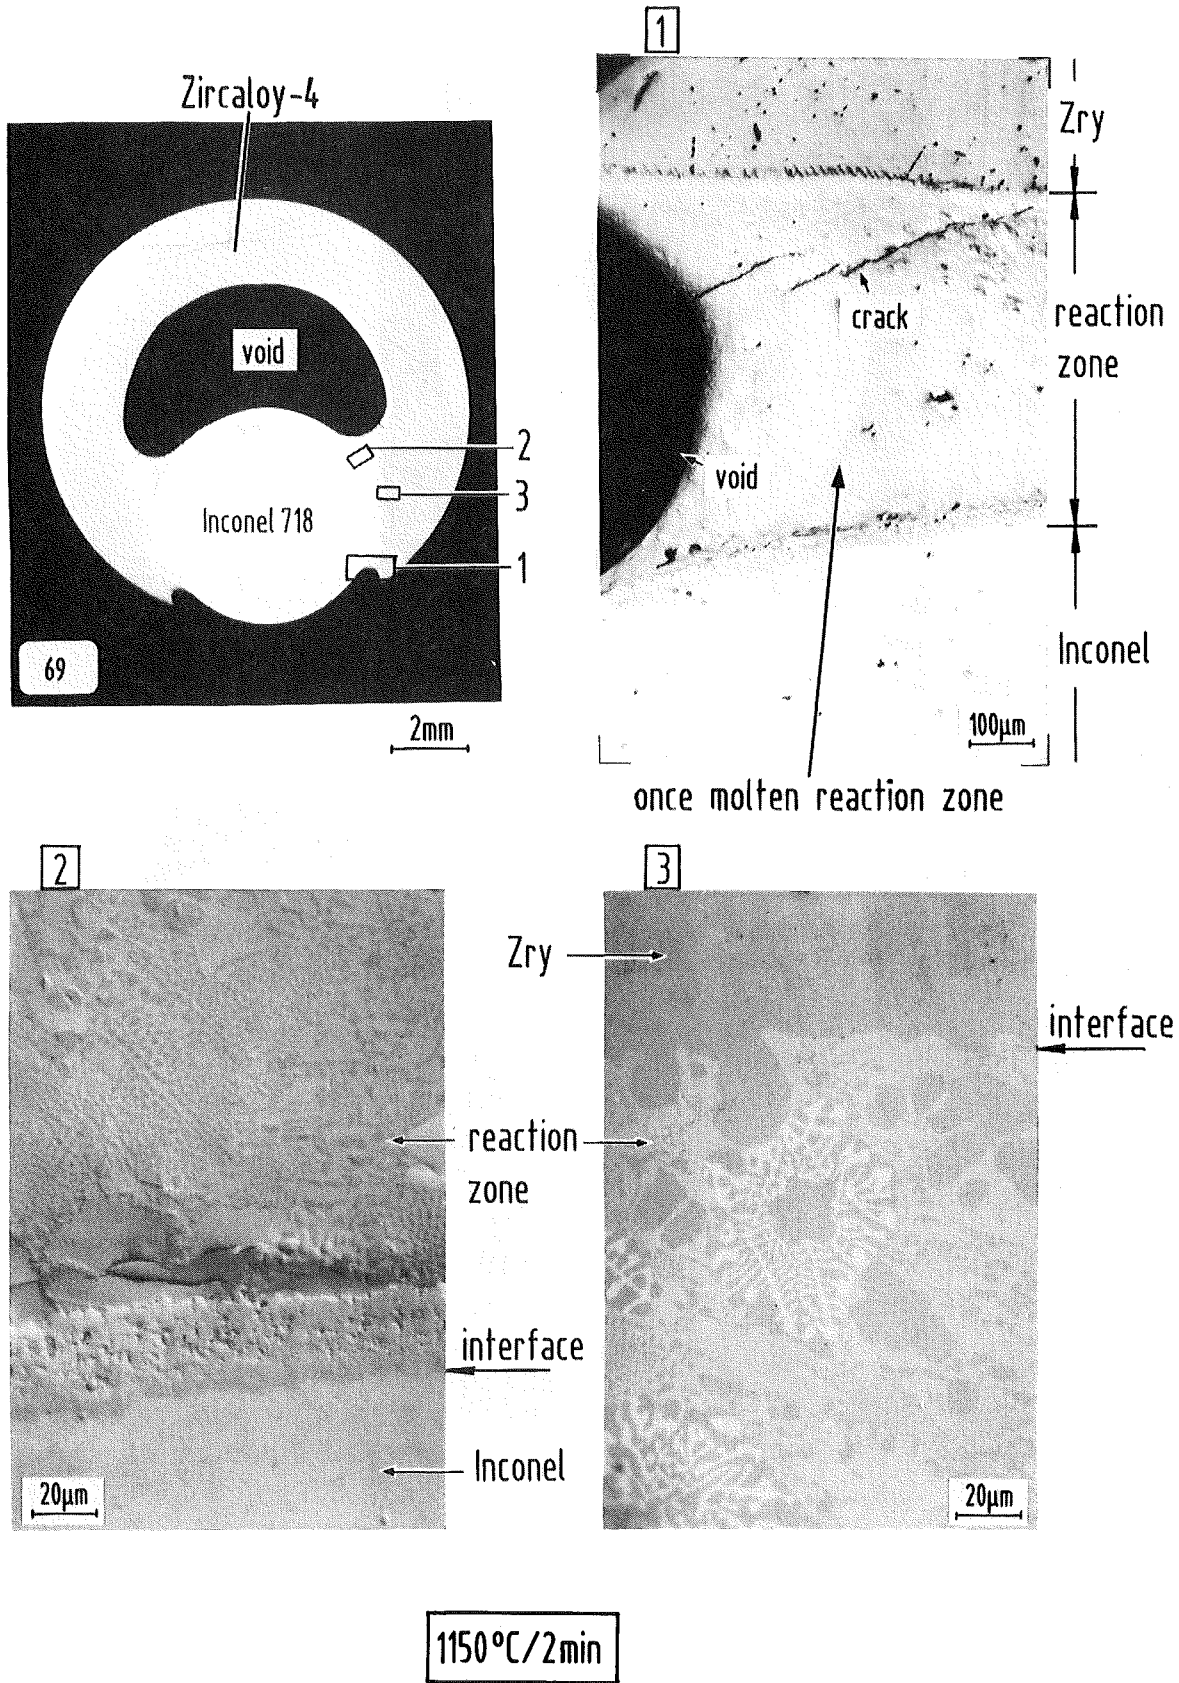 Zircaloy-4
void
2
3
Inconel 718
1
69
2mm
1
Zry
crack
reaction
zone
void
Inconel
100µm
once molten reaction zone
2
reaction
zone
interface
Inconel
20µm
3
Zry
interface
20µm
1150°C/2min